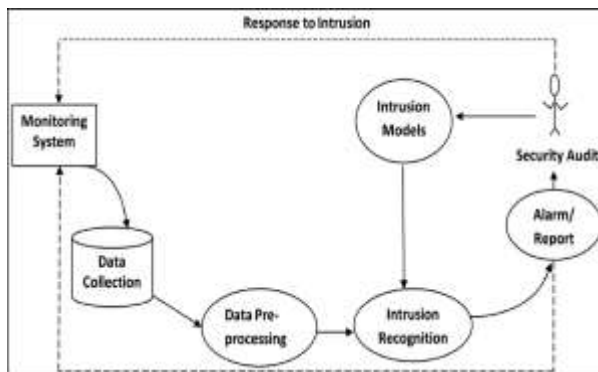 Response to Intrusion
Monitoring
System
Intrusion
Models
Security Audit
Alarm/
Report
Data
Collection
Data Pre-
processing
Intrusion
Recognition